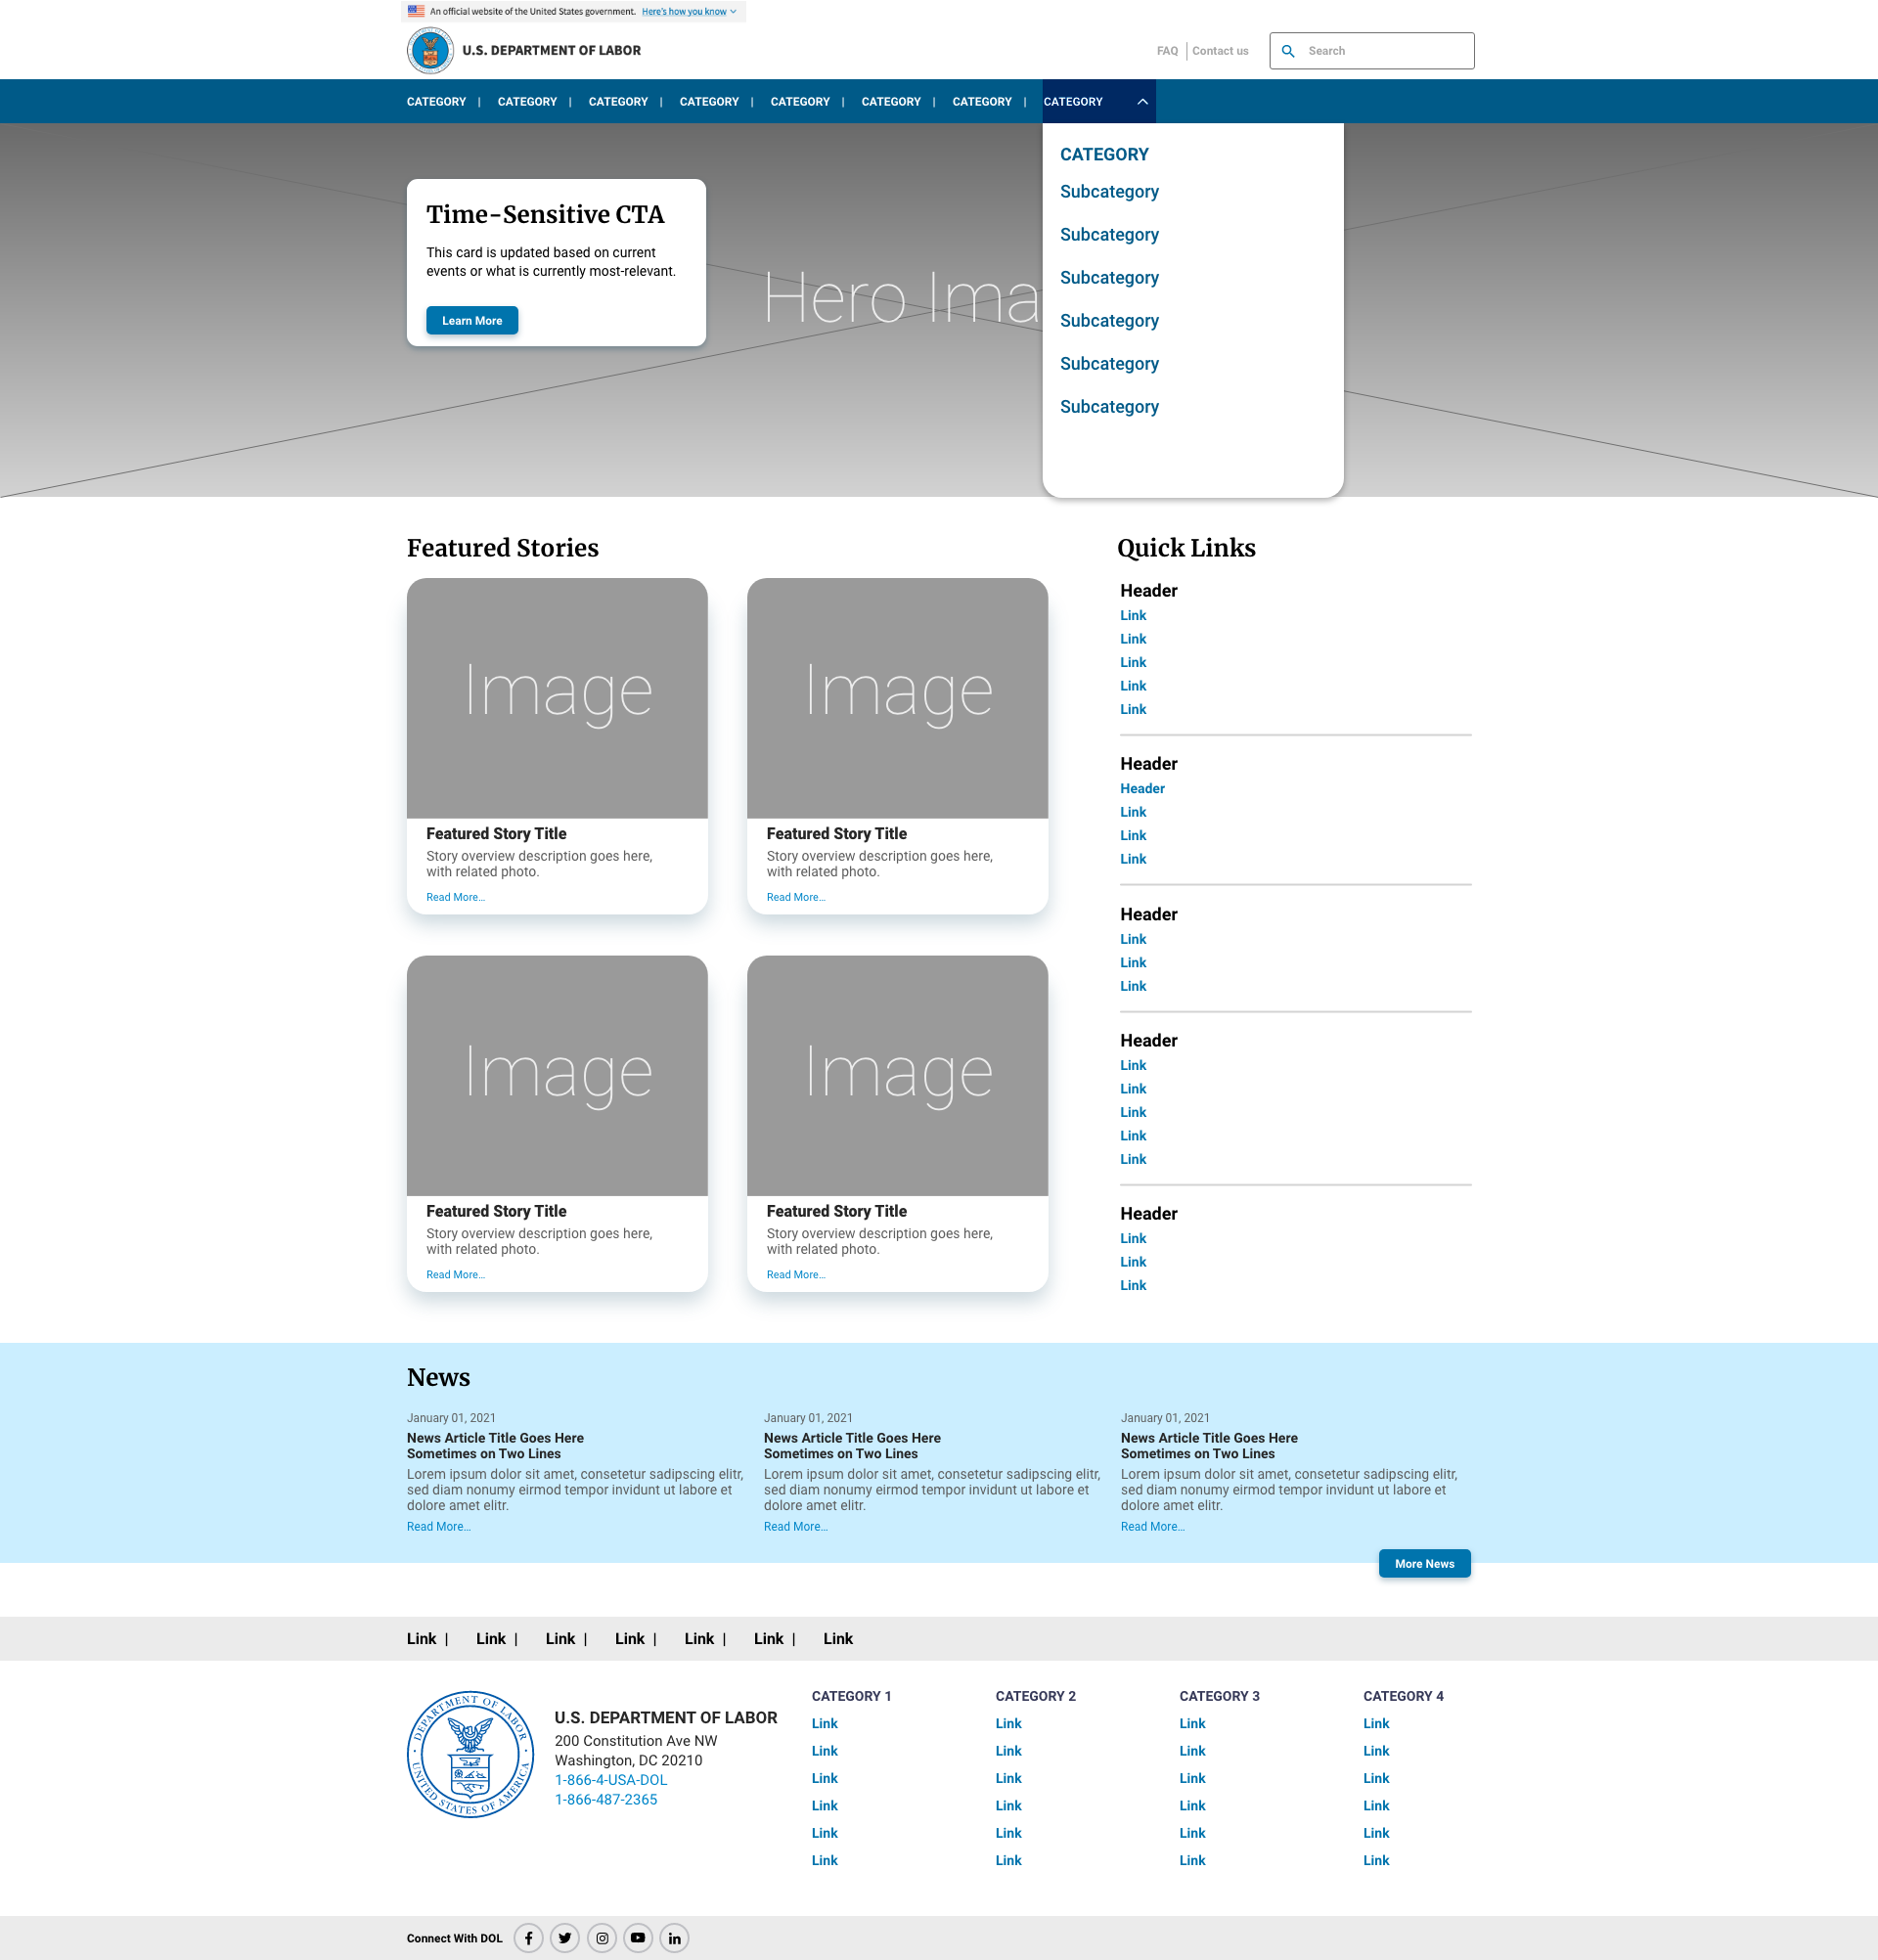 An official website of the United States government. Here's how you know
U.S. DEPARTMENT OF LABOR
FAQ | Contact us
Search
CATEGORY | CATEGORY | CATEGORY | CATEGORY | CATEGORY | CATEGORY | CATEGORY | CATEGORY
CATEGORY
Subcategory
Subcategory
Subcategory
Subcategory
Subcategory
Subcategory
Time-Sensitive CTA
This card is updated based on current
events or what is currently most-relevant.
Learn More
Hero Ima
Featured Stories
Image
Featured Story Title
Story overview description goes here,
with related photo.
Read More...
Image
Featured Story Title
Story overview description goes here,
with related photo.
Read More...
Image
Featured Story Title
Story overview description goes here,
with related photo.
Read More...
Image
Featured Story Title
Story overview description goes here,
with related photo.
Read More...
Quick Links
Header
Link
Link
Link
Link
Link
Header
Header
Link
Link
Link
Header
Link
Link
Link
Header
Link
Link
Link
Link
Link
Header
Link
Link
Link
News
January 01, 2021
News Article Title Goes Here
Sometimes on Two Lines
Lorem ipsum dolor sit amet, consetetur sadipscing elitr,
sed diam nonumy eirmod tempor invidunt ut labore et
dolore amet elitr.
Read More...
January 01, 2021
News Article Title Goes Here
Sometimes on Two Lines
Lorem ipsum dolor sit amet, consetetur sadipscing elitr,
sed diam nonumy eirmod tempor invidunt ut labore et
dolore amet elitr.
Read More...
January 01, 2021
News Article Title Goes Here
Sometimes on Two Lines
Lorem ipsum dolor sit amet, consetetur sadipscing elitr,
sed diam nonumy eirmod tempor invidunt ut labore et
dolore amet elitr.
Read More...
More News
Link | Link | Link | Link | Link | Link | Link
DEPARTMENT OF LABOR
UNITED STATES OF AMERICA
U.S. DEPARTMENT OF LABOR
200 Constitution Ave NW
Washington, DC 20210
1-866-4-USA-DOL
1-866-487-2365
CATEGORY 1
Link
Link
Link
Link
Link
Link
CATEGORY 2
Link
Link
Link
Link
Link
Link
CATEGORY 3
Link
Link
Link
Link
Link
Link
CATEGORY 4
Link
Link
Link
Link
Link
Link
Connect With DOL